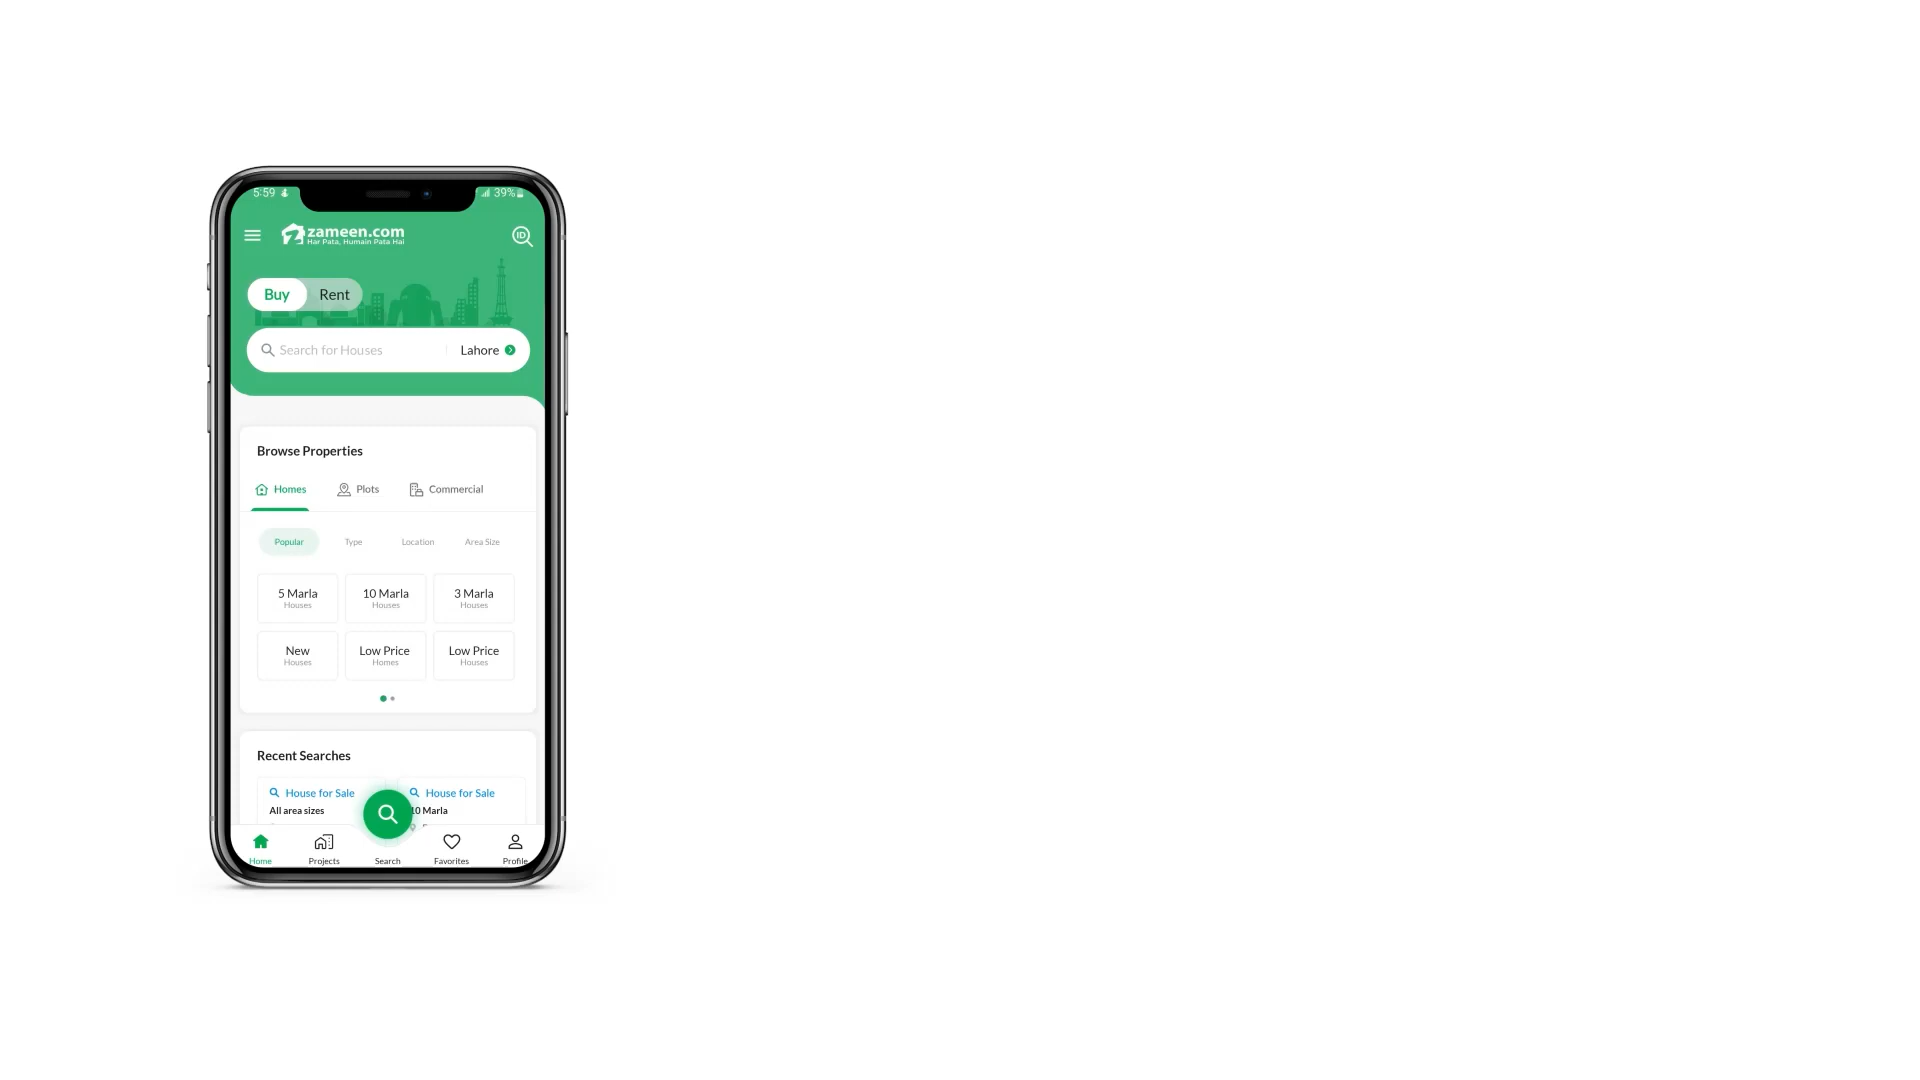 5:59
39%
zameen.com
Har Pata, Humain Pata Hai
ID
Buy Rent
Search for Houses Lahore
Browse Properties
Homes Plots Commercial
Popular Type Location Area Size
5 Marla 10 Marla 3 Marla
Houses Houses Houses
New Low Price Low Price
Houses Homes Houses
Recent Searches
House for Sale House for Sale
All area sizes 10 Marla
Home Projects Search Favorites Profile